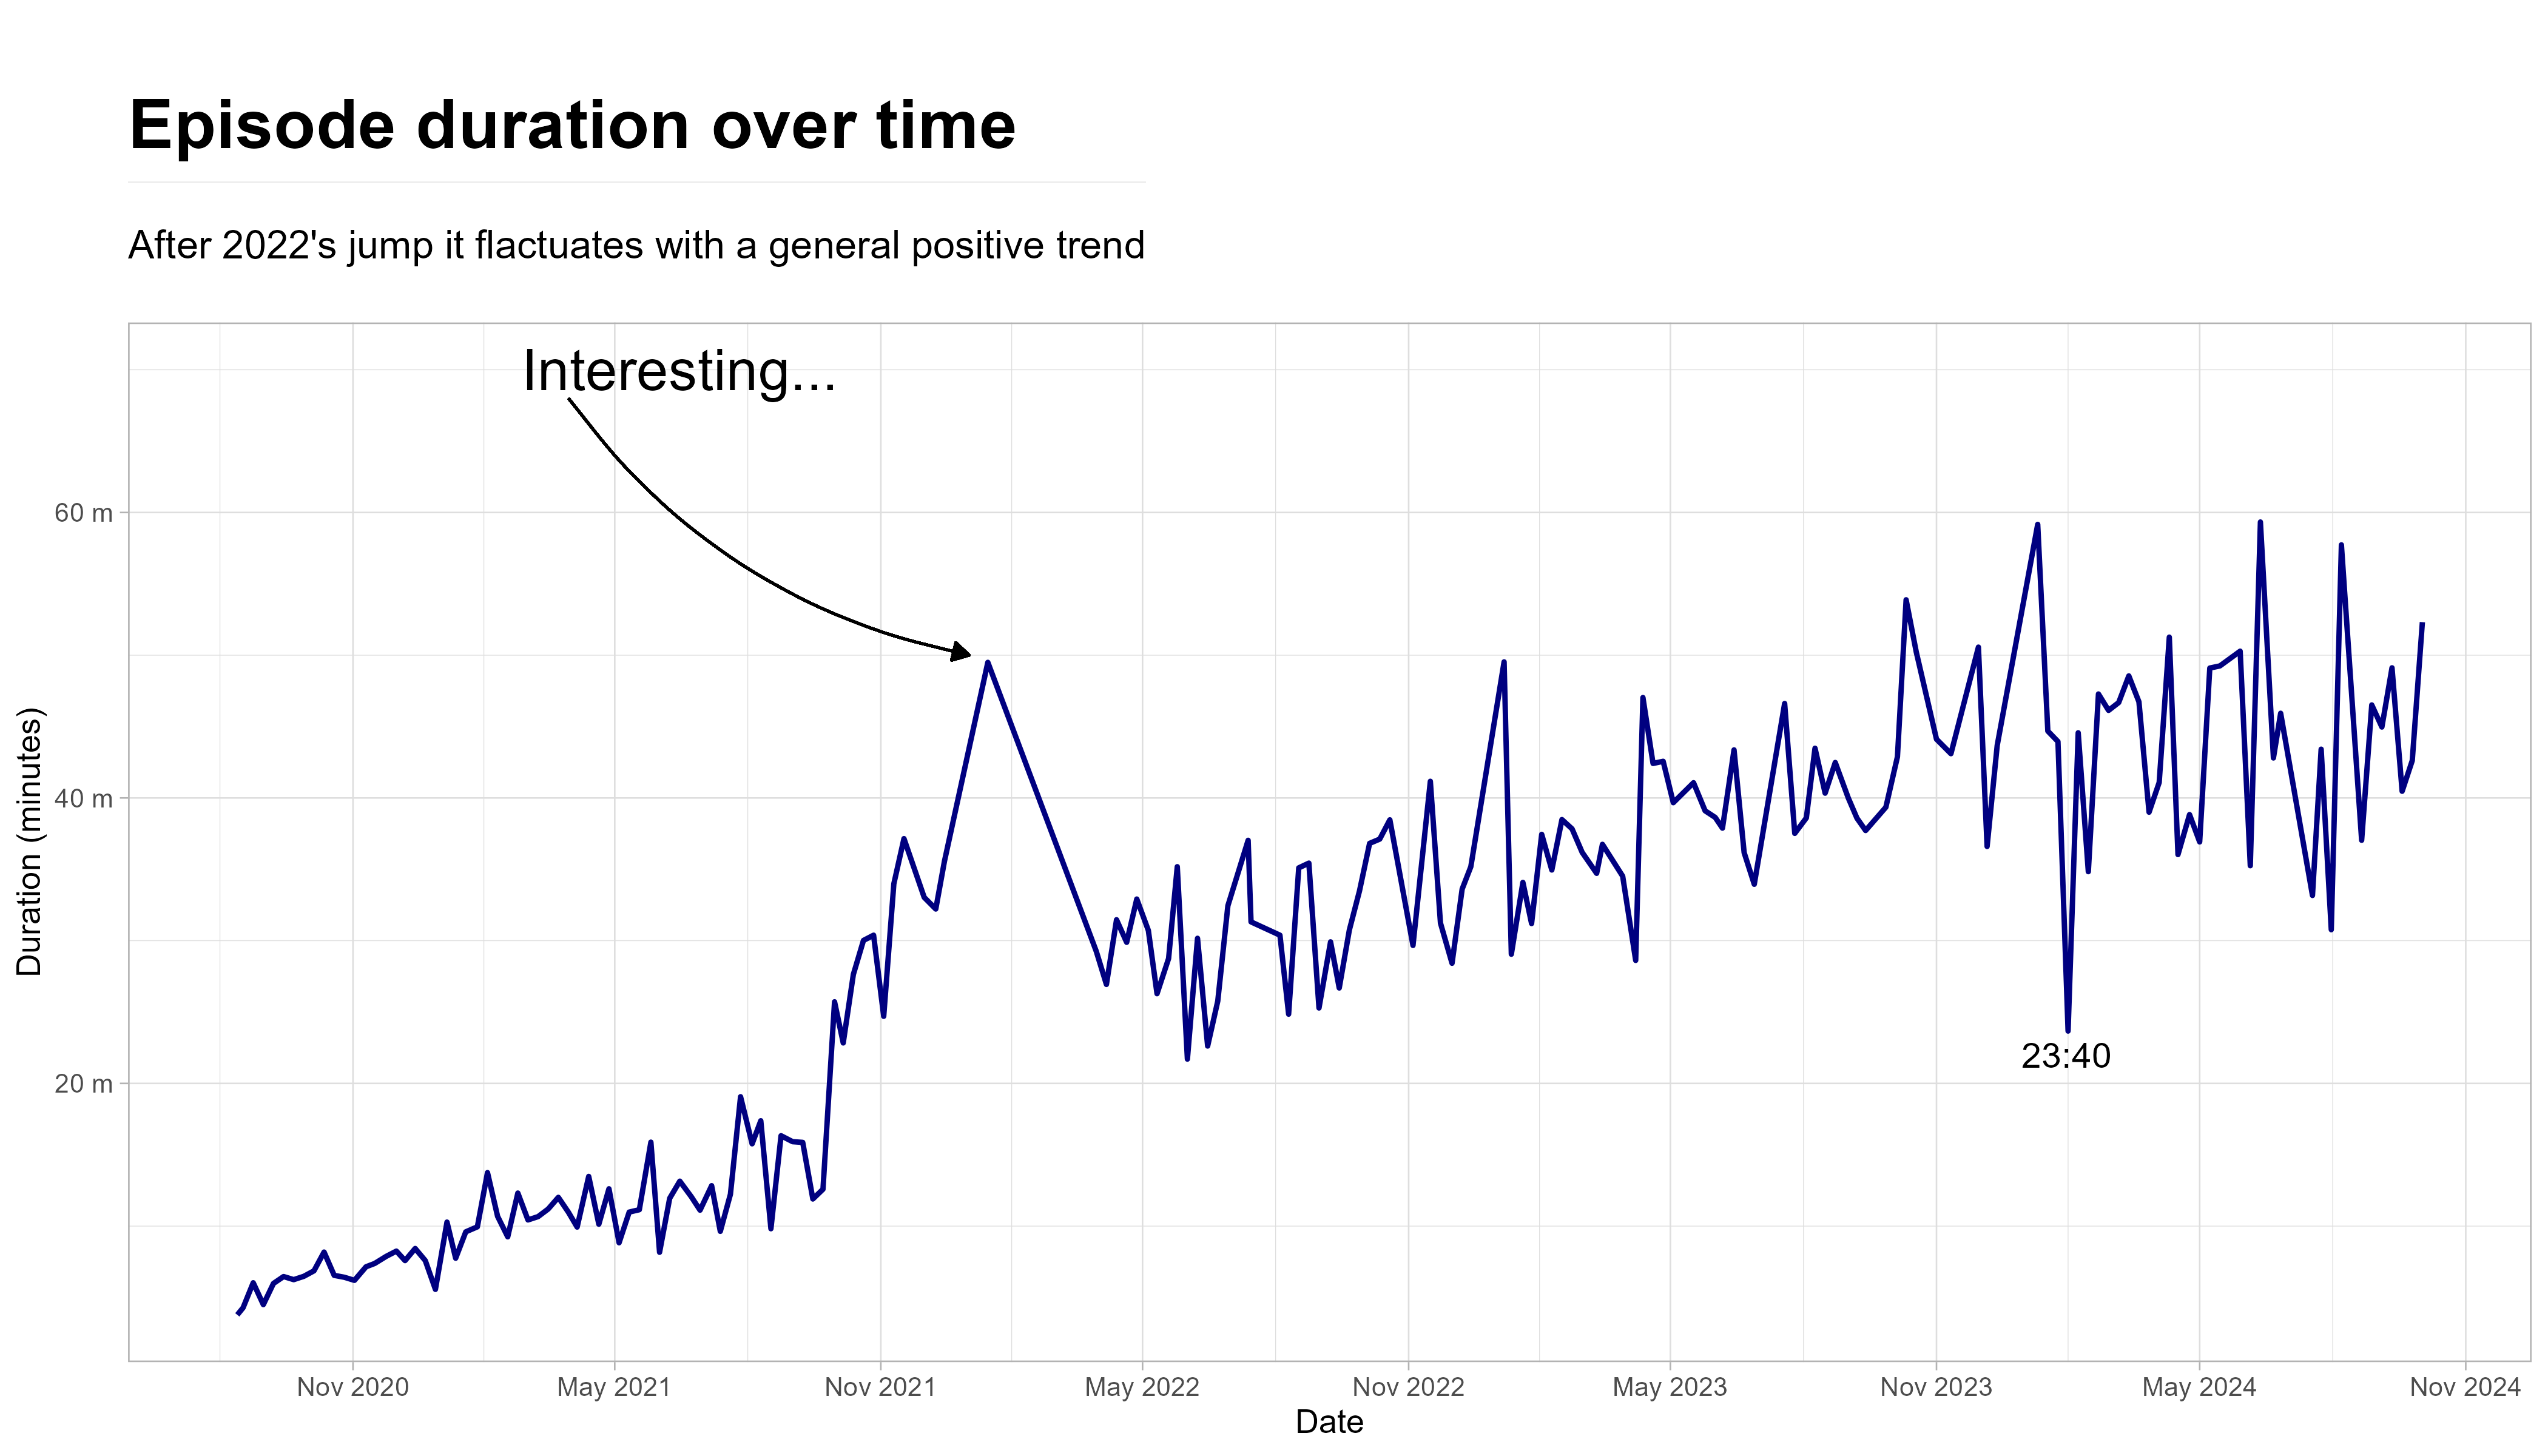 Episode duration over time
After 2022's jump it flactuates with a general positive trend
Interesting...
60 m
40 m
20 m
Duration (minutes)
23:40
Nov 2020 May 2021 Nov 2021 May 2022 Nov 2022 May 2023 Nov 2023 May 2024 Nov 2024
Date